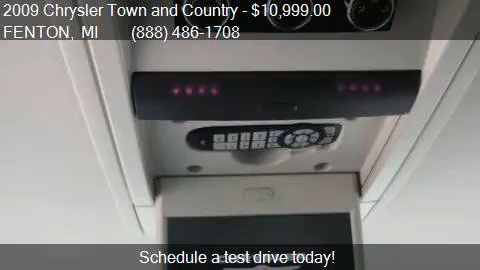 2009 Chrysler Town and Country - $10,999.00
FENTON, MI (888) 486-1708
Schedule a test drive today!